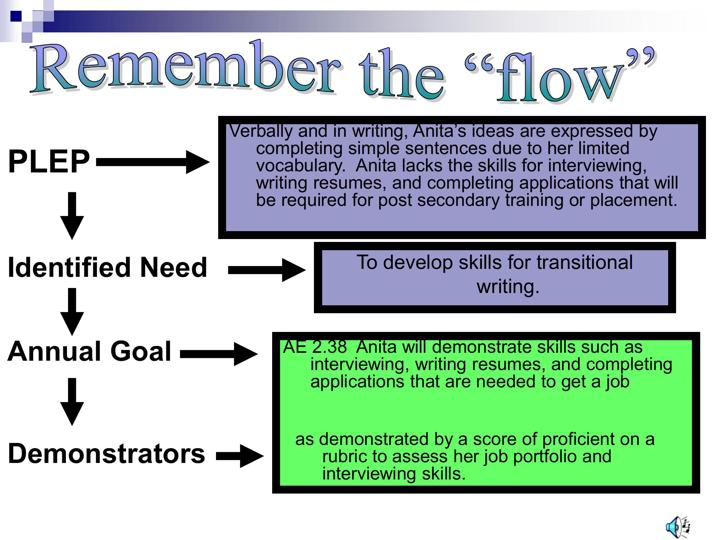 Remember the “flow”
PLEP
Verbally and in writing, Anita’s ideas are expressed by
completing simple sentences due to her limited
vocabulary.  Anita lacks the skills for interviewing,
writing resumes, and completing applications that will
be required for post secondary training or placement.
Identified Need
To develop skills for transitional
writing.
Annual Goal
AE 2.38  Anita will demonstrate skills such as
interviewing, writing resumes, and completing
applications that are needed to get a job
Demonstrators
as demonstrated by a score of proficient on a
rubric to assess her job portfolio and
interviewing skills.